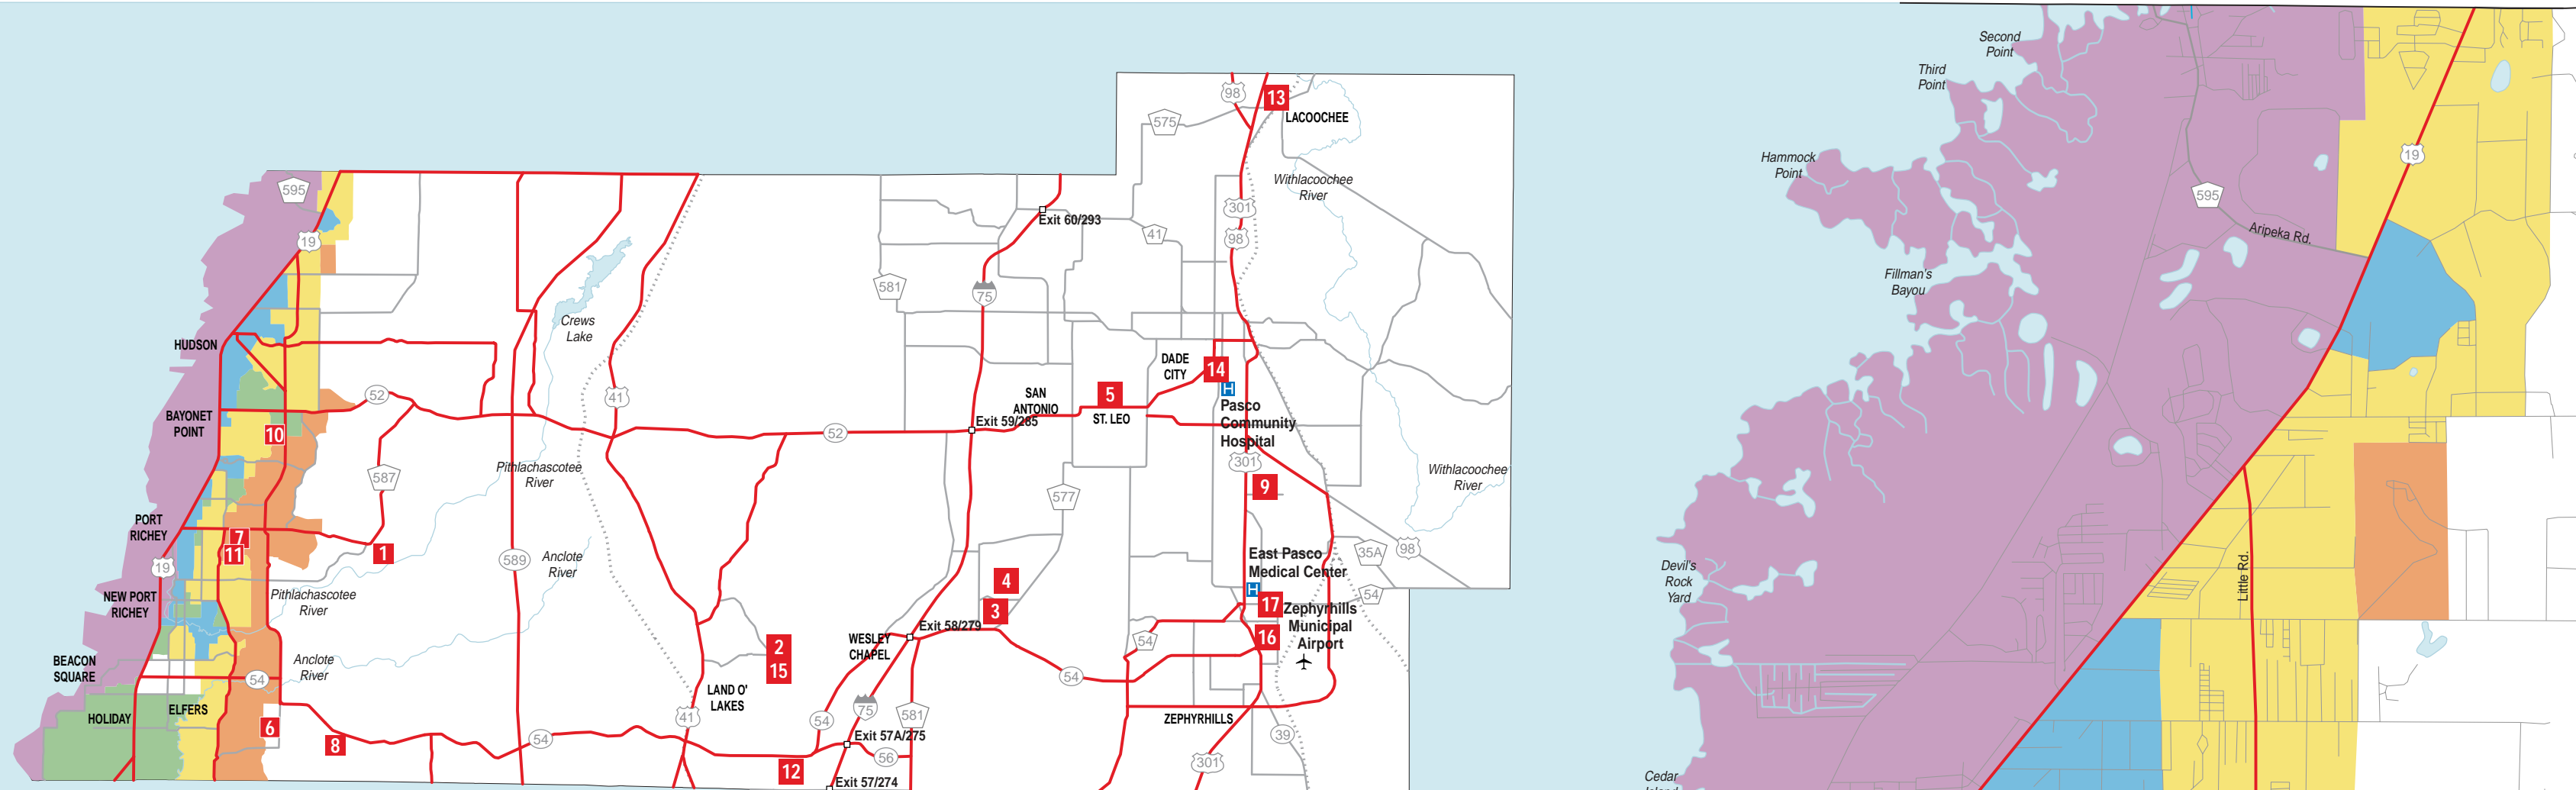 595
19
HUDSON
BAYONET
POINT
52
10
587
PORT
RICHEY
7
11
1
19
NEW PORT
RICHEY
Pithlachascotee
River
BEACON
SQUARE
54
Anclote
River
HOLIDAY
ELFERS
6
8
Crews
Lake
41
Pithlachascotee
River
589
Anclote
River
54
41
LAND O'
LAKES
2
15
12
52
581
75
Exit 60/293
41
575
98
13
LACOOCHEE
Withlacoochee
River
301
98
DADE
CITY
14
H
Pasco
Community
Hospital
SAN
ANTONIO
5
ST. LEO
Exit 59/285
301
9
577
Withlacoochee
River
East Pasco
Medical Center
H
35A
98
54
17
Zephyrhills
Municipal
Airport
16
4
3
Exit 58/279
WESLEY
CHAPEL
54
54
54
75
581
Exit 57A/275
56
Exit 57/274
ZEPHYRHILLS
301
39
Second
Point
Third
Point
Hammock
Point
Fillman's
Bayou
Devil's
Rock
Yard
Cedar
595
Aripeka Rd.
19
Little Rd.